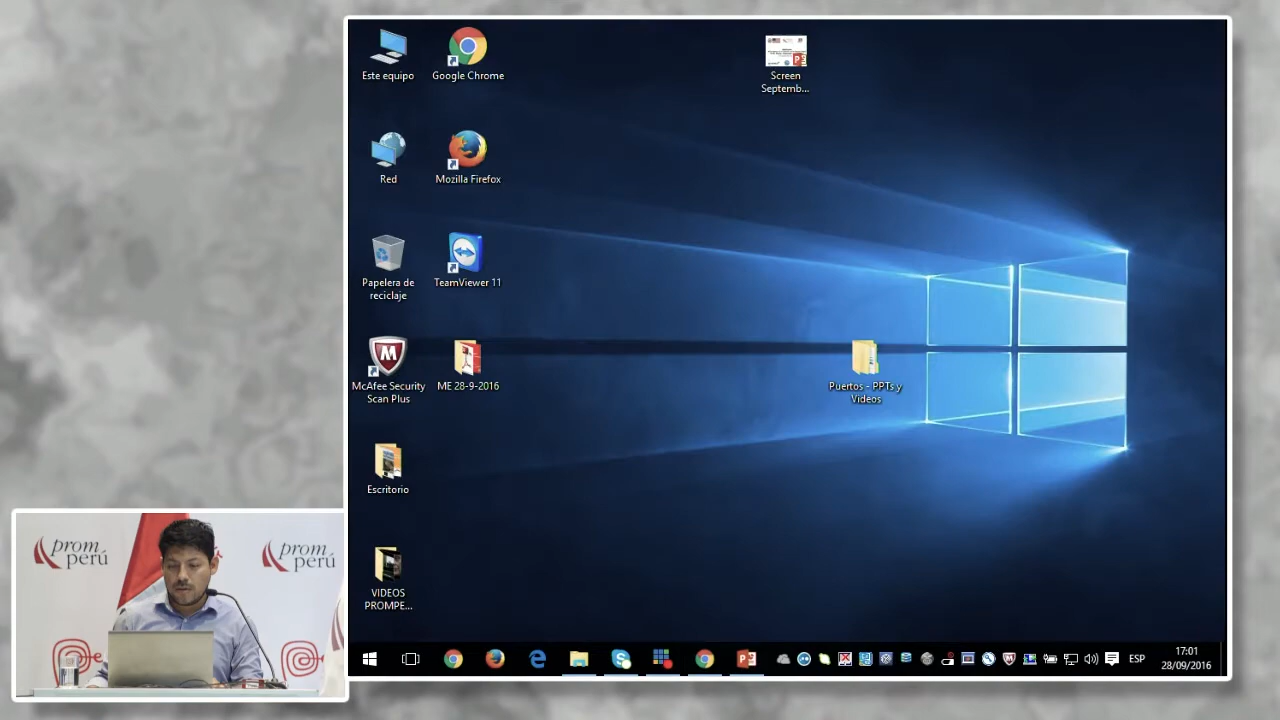 Este equipo
Google Chrome
Screen
Septemb...
Red
Mozilla Firefox
Papelera de
reciclaje
TeamViewer 11
McAfee Security
Scan Plus
ME 28-9-2016
Puertos - PPTs y
Videos
Escritorio
VIDEOS
PROMPE...
prom
perú
prom
perú
ESP
17:01
28/09/2016